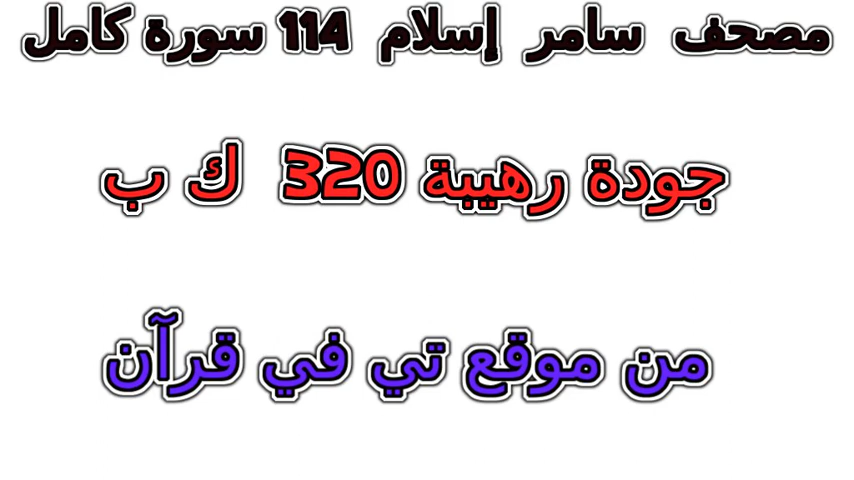 مصحف سامر إسلام 114 سورة كامل
جودة رهيبة 320 ك ب
من موقع تي في قرآن